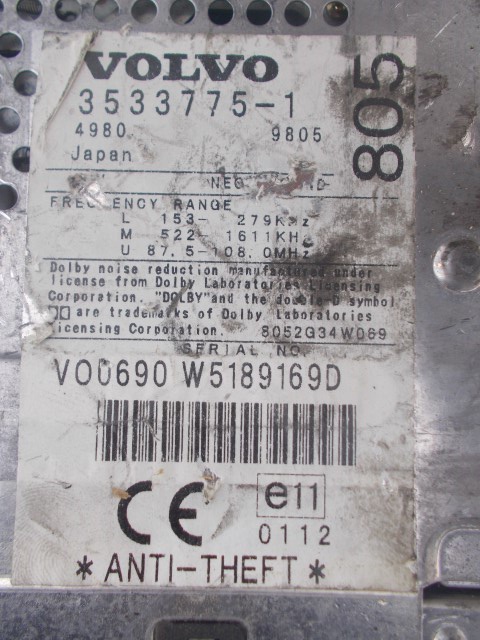 VOLVO
3533775-1
4980 9805
Japan
805
NEG
FREQUENCY RANGE
L 153- 279KHz
M 522- 1611KHz
U 87.5-108.0MHz
Dolby noise reduction manufactured under
license from Dolby Laboratories Licensing
Corporation. "DOLBY" and the double-D symbol
are trademarks of Dolby Laboratories
Licensing Corporation. 8052G34W069
SERIAL NO.
VO0690 W5189169D
CE e11
0112
*ANTI-THEFT*